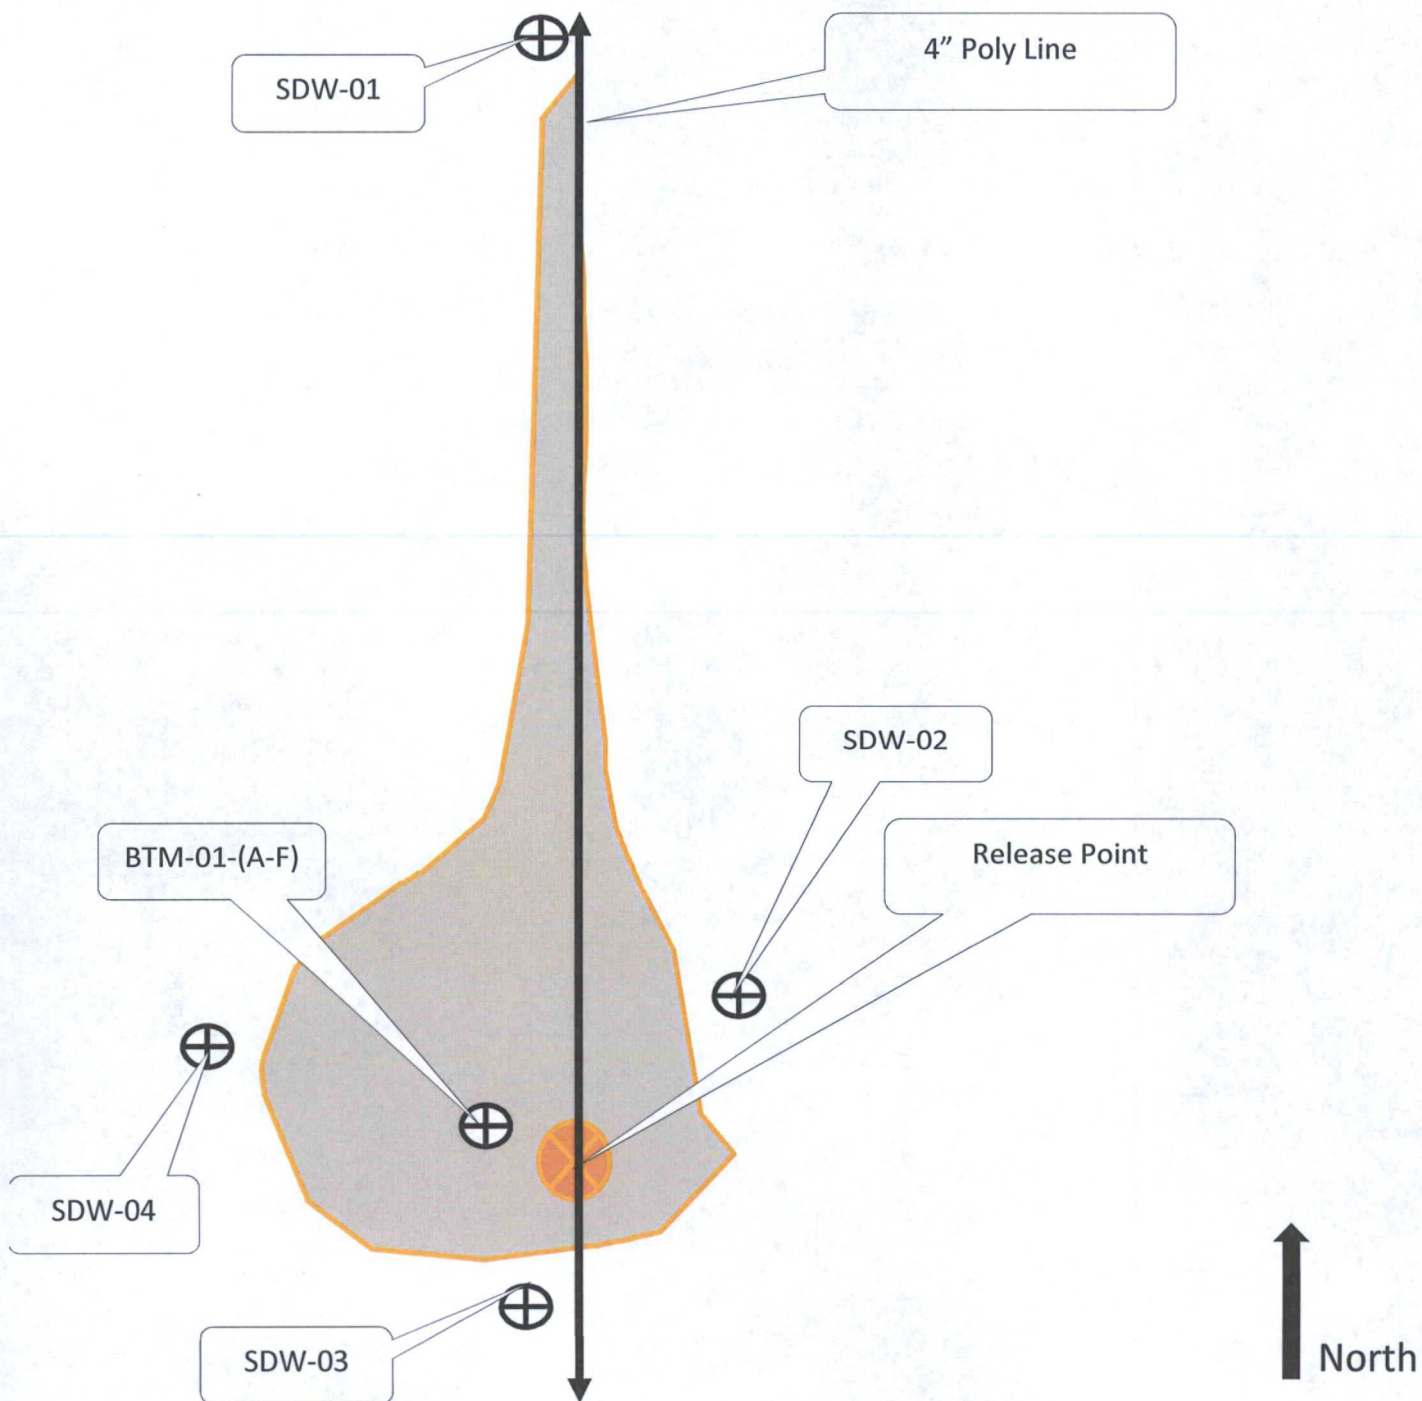 SDW-01
4” Poly Line
SDW-02
BTM-01-(A-F)
Release Point
SDW-04
SDW-03
North